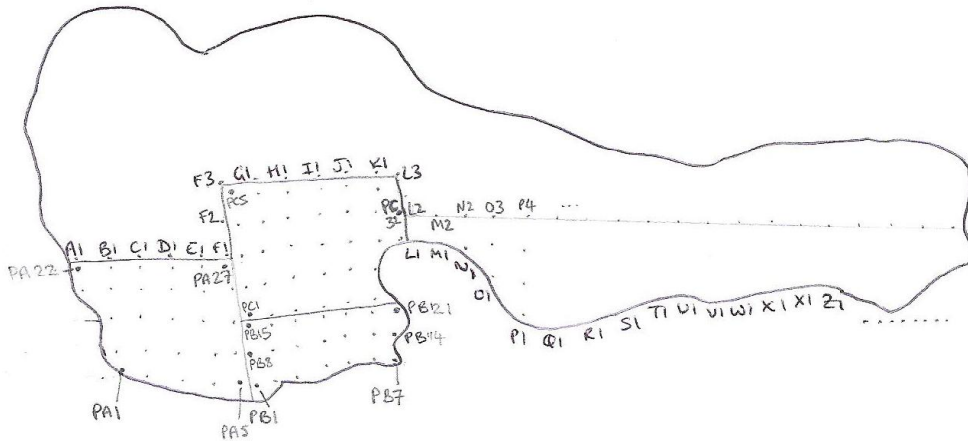 F3 G1 H1 I1 J1 K1 L3
PC5
F2 PC 32 L2 M2 N2 O3 P4 ...
A1 B1 C1 D1 E1 F1
L1 M1 N1 O1
PA22 PA27
PC1
PB15 PB21
P1 Q1 R1 S1 T1 U1 V1 W1 X1 X1 Z1 ........
PB8 PB14
PA1 PA5 PB1 PB7